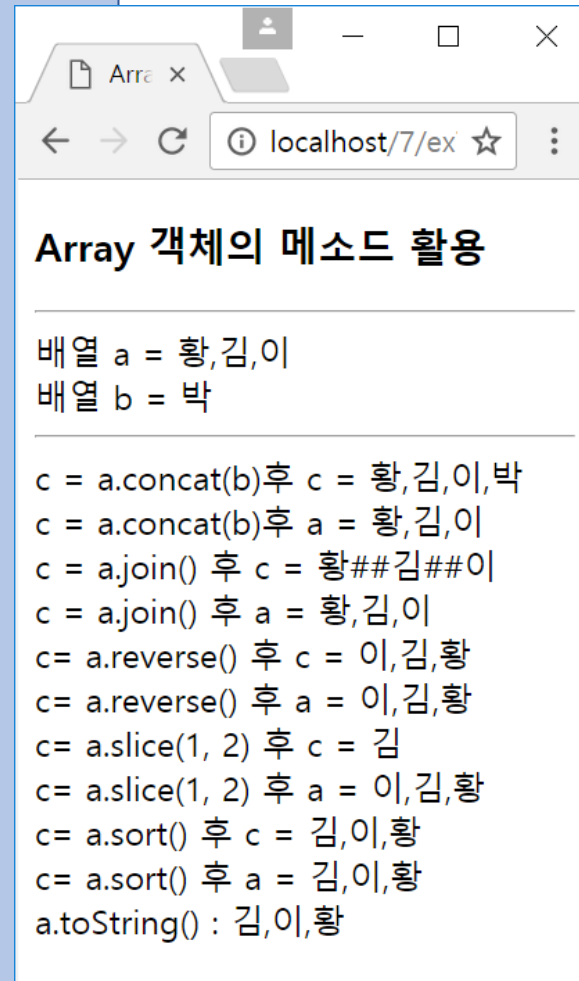 Arra
localhost/7/ex
Array 객체의 메소드 활용
배열 a = 황,김,이
배열 b = 박
c = a.concat(b)후 c = 황,김,이,박
c = a.concat(b)후 a = 황,김,이
c = a.join() 후 c = 황##김##이
c = a.join() 후 a = 황,김,이
c= a.reverse() 후 c = 이,김,황
c= a.reverse() 후 a = 이,김,황
c= a.slice(1, 2) 후 c = 김
c= a.slice(1, 2) 후 a = 이,김,황
c= a.sort() 후 c = 김,이,황
c= a.sort() 후 a = 김,이,황
a.toString() : 김,이,황